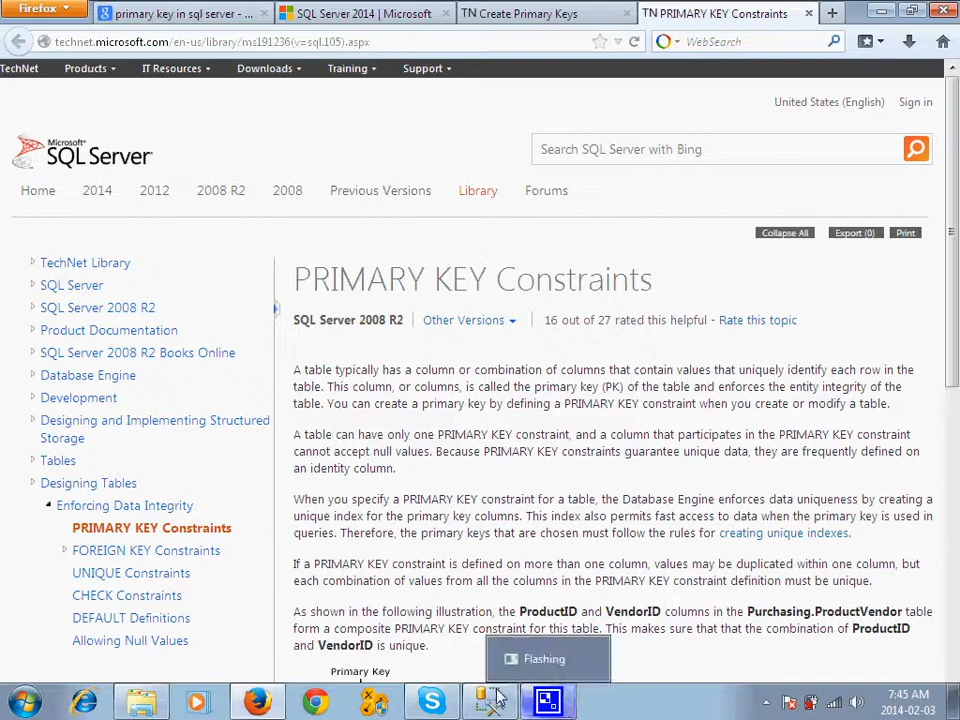 Firefox
primary key in sql server - ...
SQL Server 2014 | Microsoft
TN Create Primary Keys
TN PRIMARY KEY Constraints
technet.microsoft.com/en-us/library/ms191236(v=sql.105).aspx
WebSearch
TechNet Products IT Resources Downloads Training Support
United States (English) Sign in
Microsoft
SQL Server
Search SQL Server with Bing
Home 2014 2012 2008 R2 2008 Previous Versions Library Forums
Collapse All Export (0) Print
TechNet Library
SQL Server
SQL Server 2008 R2
Product Documentation
SQL Server 2008 R2 Books Online
Database Engine
Development
Designing and Implementing Structured
Storage
Tables
Designing Tables
Enforcing Data Integrity
PRIMARY KEY Constraints
FOREIGN KEY Constraints
UNIQUE Constraints
CHECK Constraints
DEFAULT Definitions
Allowing Null Values
PRIMARY KEY Constraints
SQL Server 2008 R2 Other Versions 16 out of 27 rated this helpful - Rate this topic
A table typically has a column or combination of columns that contain values that uniquely identify each row in the
table. This column, or columns, is called the primary key (PK) of the table and enforces the entity integrity of the
table. You can create a primary key by defining a PRIMARY KEY constraint when you create or modify a table.
A table can have only one PRIMARY KEY constraint, and a column that participates in the PRIMARY KEY constraint
cannot accept null values. Because PRIMARY KEY constraints guarantee unique data, they are frequently defined on
an identity column.
When you specify a PRIMARY KEY constraint for a table, the Database Engine enforces data uniqueness by creating a
unique index for the primary key columns. This index also permits fast access to data when the primary key is used in
queries. Therefore, the primary keys that are chosen must follow the rules for creating unique indexes.
If a PRIMARY KEY constraint is defined on more than one column, values may be duplicated within one column, but
each combination of values from all the columns in the PRIMARY KEY constraint definition must be unique.
As shown in the following illustration, the ProductID and VendorID columns in the Purchasing.ProductVendor table
form a composite PRIMARY KEY constraint for this table. This makes sure that that the combination of ProductID
and VendorID is unique.
Primary Key
Flashing
7:45 AM
2014-02-03